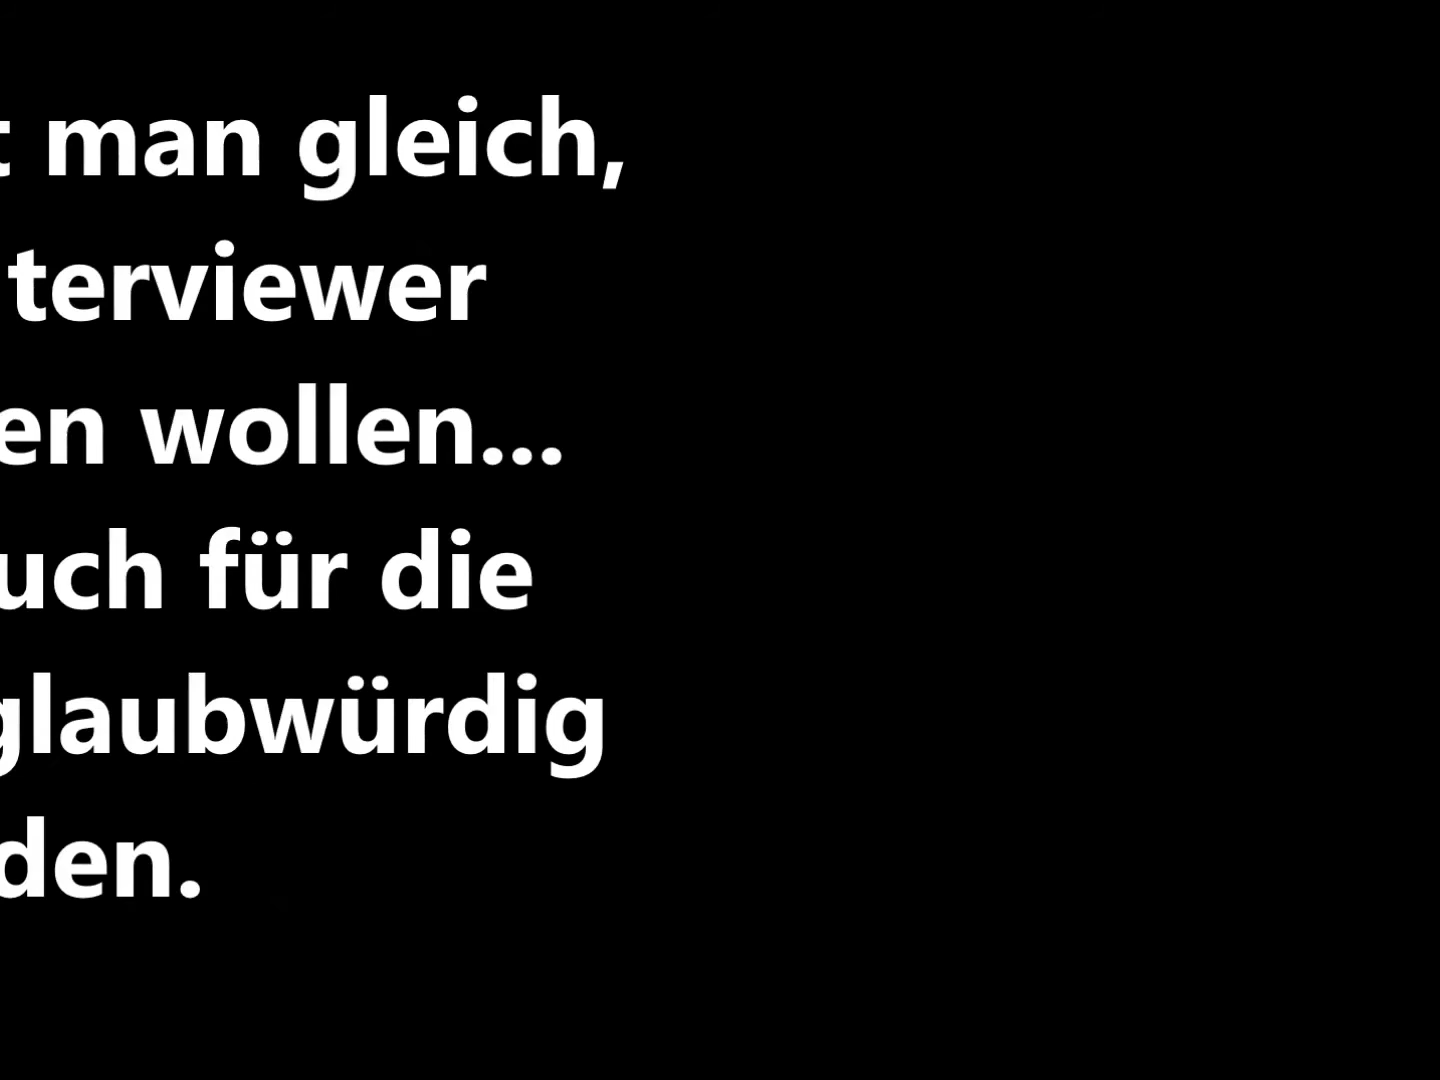 t man gleich,
terviewer
en wollen...
uch für die
glaubwürdig
den.